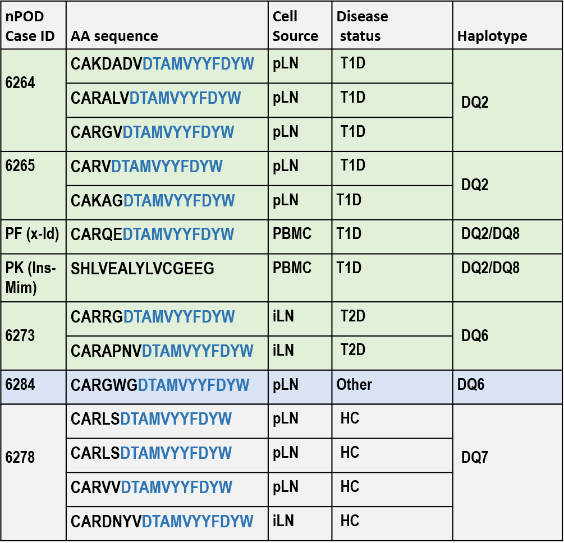 nPOD Case ID AA sequence Cell Source Disease status Haplotype
6264 CAKDADVDTAMVYYFDYW pLN T1D DQ2
CARALVDTAMVYYFDYW pLN T1D
CARGVDTAMVYYFDYW pLN T1D
6265 CARVDTAMVYYFDYW pLN T1D DQ2
CAKAGDTAMVYYFDYW pLN T1D
PF (x-Id) CARQEDTAMVYYFDYW PBMC T1D DQ2/DQ8
PK (Ins-Mim) SHLVEALYLVCGEEG PBMC T1D DQ2/DQ8
6273 CARRGDTAMVYYFDYW iLN T2D DQ6
CARAPNVDTAMVYYFDYW iLN T2D
6284 CARGWGDTAMVYYFDYW pLN Other DQ6
6278 CARLSDTAMVYYFDYW pLN HC DQ7
CARLSDTAMVYYFDYW pLN HC
CARVVDTAMVYYFDYW pLN HC
CARDNYVDTAMVYYFDYW iLN HC